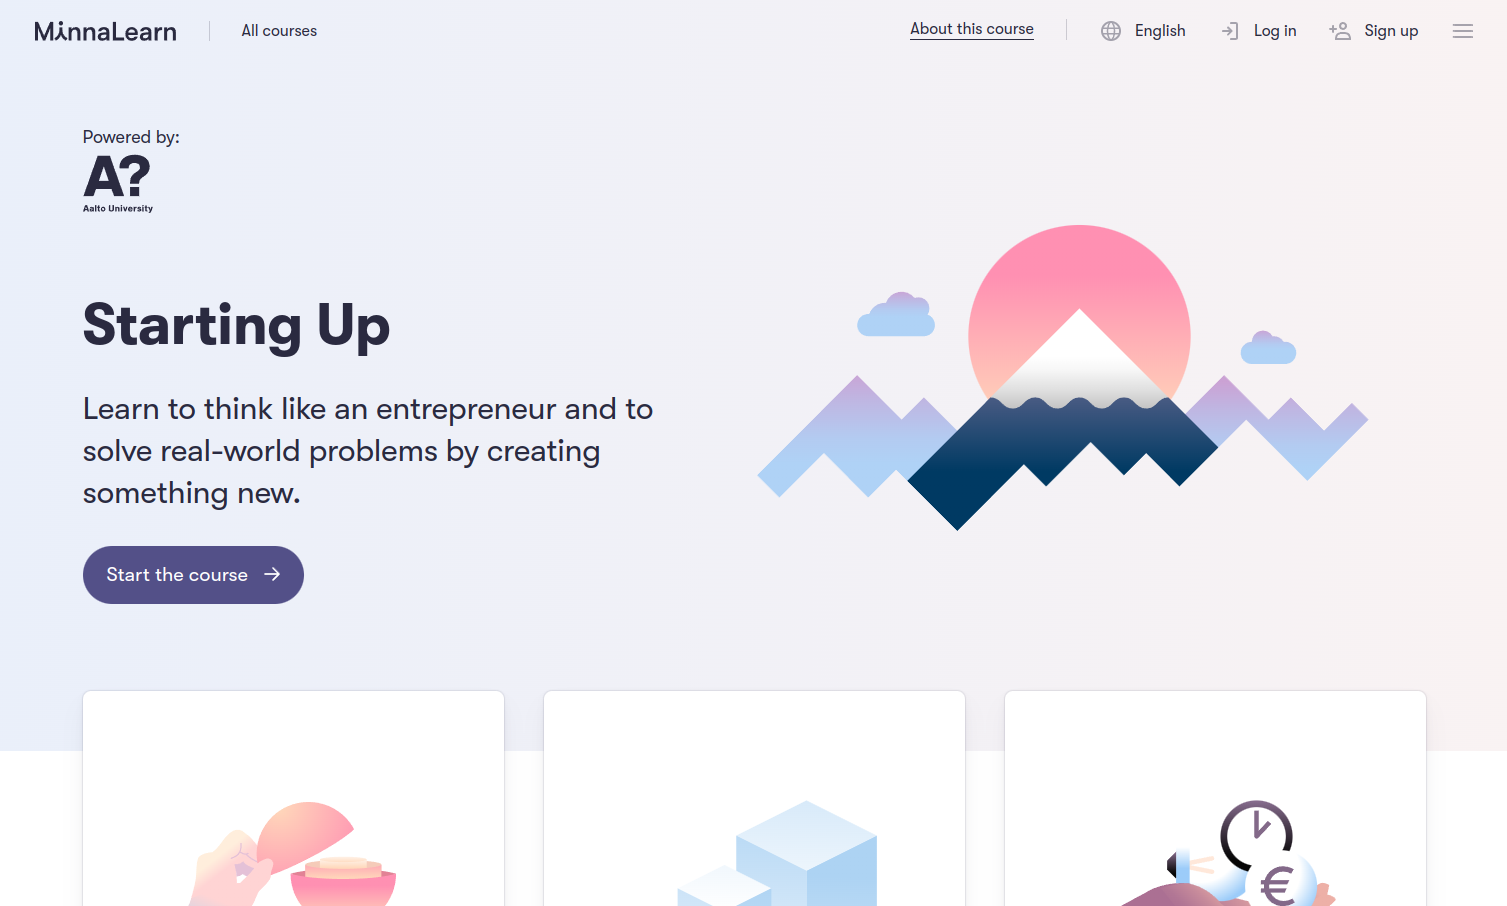 MinnaLearn
All courses
About this course
English
Log in
Sign up
Powered by:
A?
Aalto University
Starting Up
Learn to think like an entrepreneur and to
solve real-world problems by creating
something new.
Start the course
€